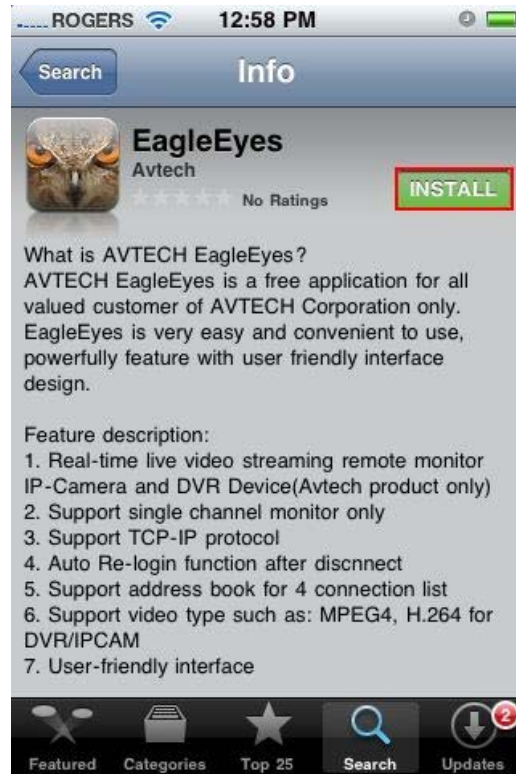 ROGERS 12:58 PM
Search Info
EagleEyes
Avtech
No Ratings
INSTALL
What is AVTECH EagleEyes?
AVTECH EagleEyes is a free application for all
valued customer of AVTECH Corporation only.
EagleEyes is very easy and convenient to use,
powerfully feature with user friendly interface
design.
Feature description:
1. Real-time live video streaming remote monitor
IP-Camera and DVR Device(Avtech product only)
2. Support single channel monitor only
3. Support TCP-IP protocol
4. Auto Re-login function after discnnect
5. Support address book for 4 connection list
6. Support video type such as: MPEG4, H.264 for
DVR/IPCAM
7. User-friendly interface
2
Featured Categories Top 25 Search Updates